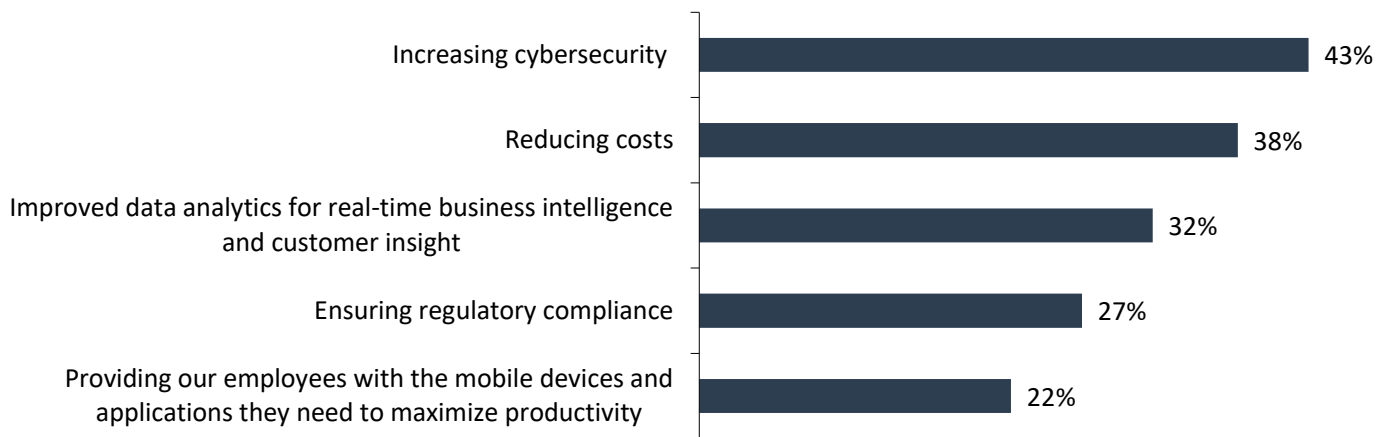 Increasing cybersecurity
43%
Reducing costs
38%
Improved data analytics for real-time business intelligence
and customer insight
32%
Ensuring regulatory compliance
27%
Providing our employees with the mobile devices and
applications they need to maximize productivity
22%